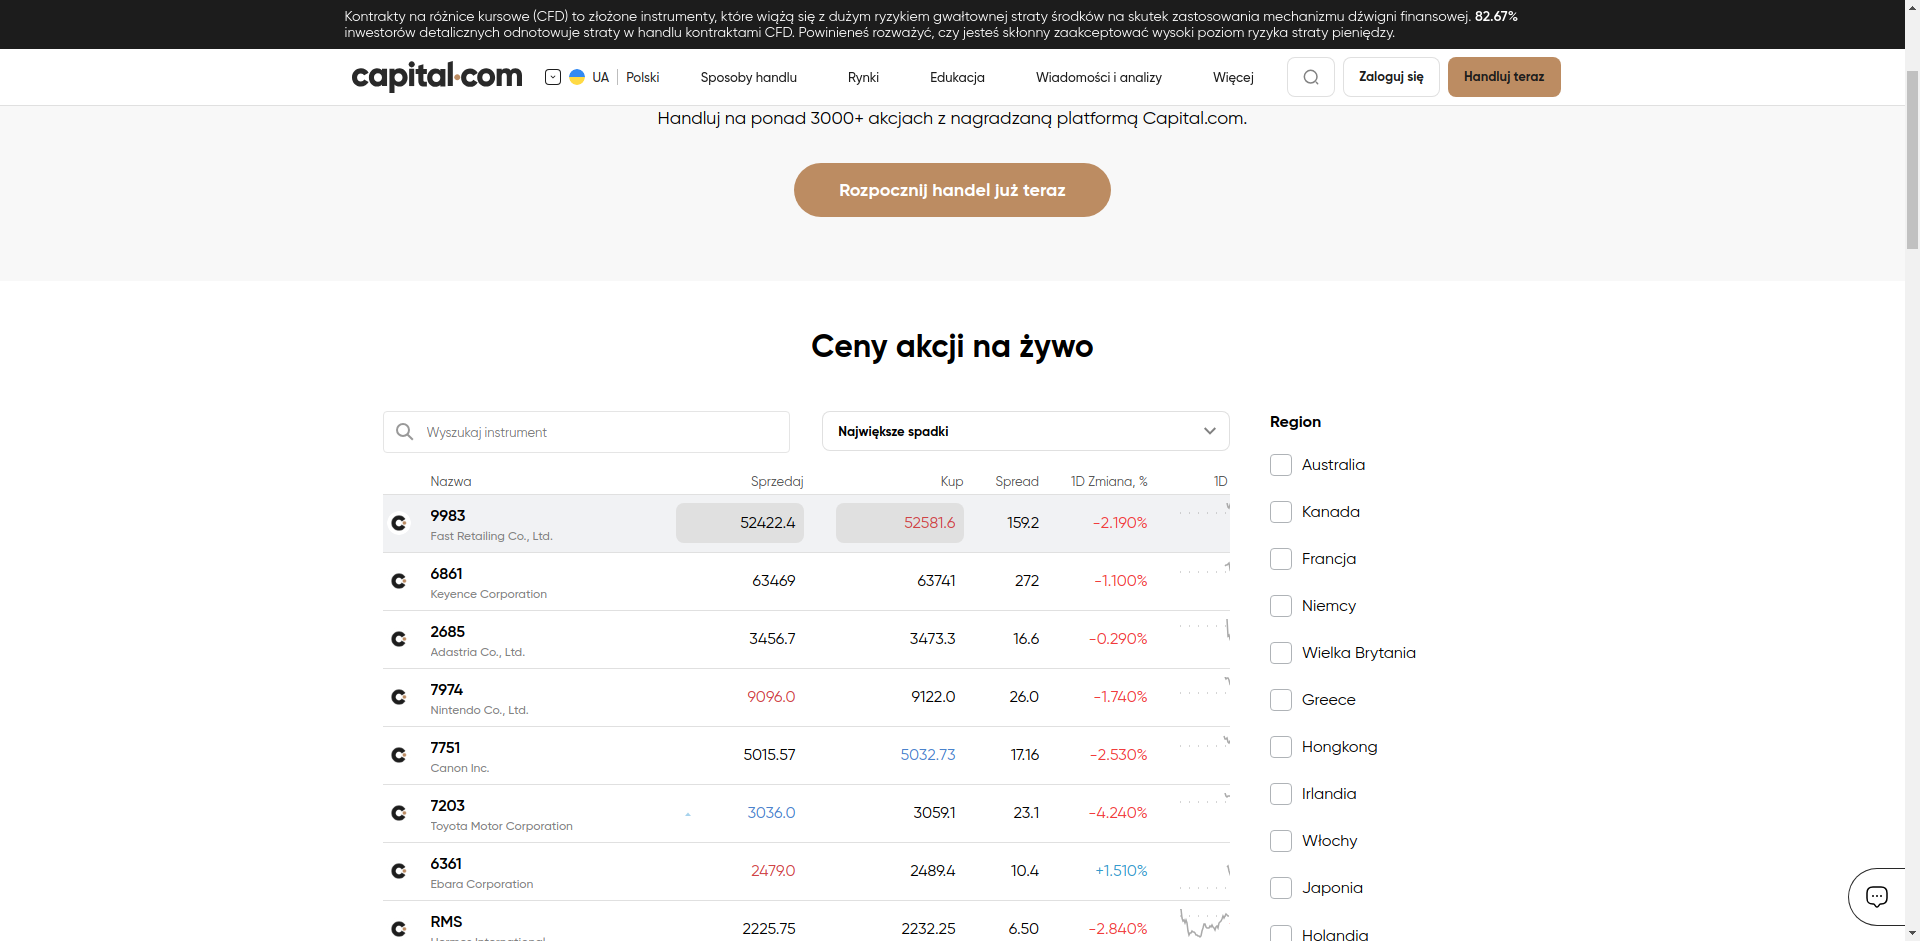 Kontrakty na różnice kursowe (CFD) to złożone instrumenty, które wiążą się z dużym ryzykiem gwałtownej straty środków na skutek zastosowania mechanizmu dźwigni finansowej. 82.67%
inwestorów detalicznych odnotowuje straty w handlu kontraktami CFD. Powinieneś rozważyć, czy jesteś skłonny zaakceptować wysoki poziom ryzyka straty pieniędzy.
capital.com UA Polski Sposoby handlu Rynki Edukacja Wiadomości i analizy Więcej Zaloguj się Handluj teraz
Handluj na ponad 3000+ akcjach z nagradzaną platformą Capital.com.
Rozpocznij handel już teraz
Ceny akcji na żywo
Wyszukaj instrument Największe spadki
Nazwa Sprzedaj Kup Spread 1D Zmiana, % 1D
9983 52422.4 52581.6 159.2 -2.190%
Fast Retailing Co., Ltd.
6861 63469 63741 272 -1.100%
Keyence Corporation
2685 3456.7 3473.3 16.6 -0.290%
Adastria Co., Ltd.
7974 9096.0 9122.0 26.0 -1.740%
Nintendo Co., Ltd.
7751 5015.57 5032.73 17.16 -2.530%
Canon Inc.
7203 3036.0 3059.1 23.1 -4.240%
Toyota Motor Corporation
6361 2479.0 2489.4 10.4 +1.510%
Ebara Corporation
RMS 2225.75 2232.25 6.50 -2.840%
Hermes International
Region
Australia
Kanada
Francja
Niemcy
Wielka Brytania
Greece
Hongkong
Irlandia
Włochy
Japonia
Holandia